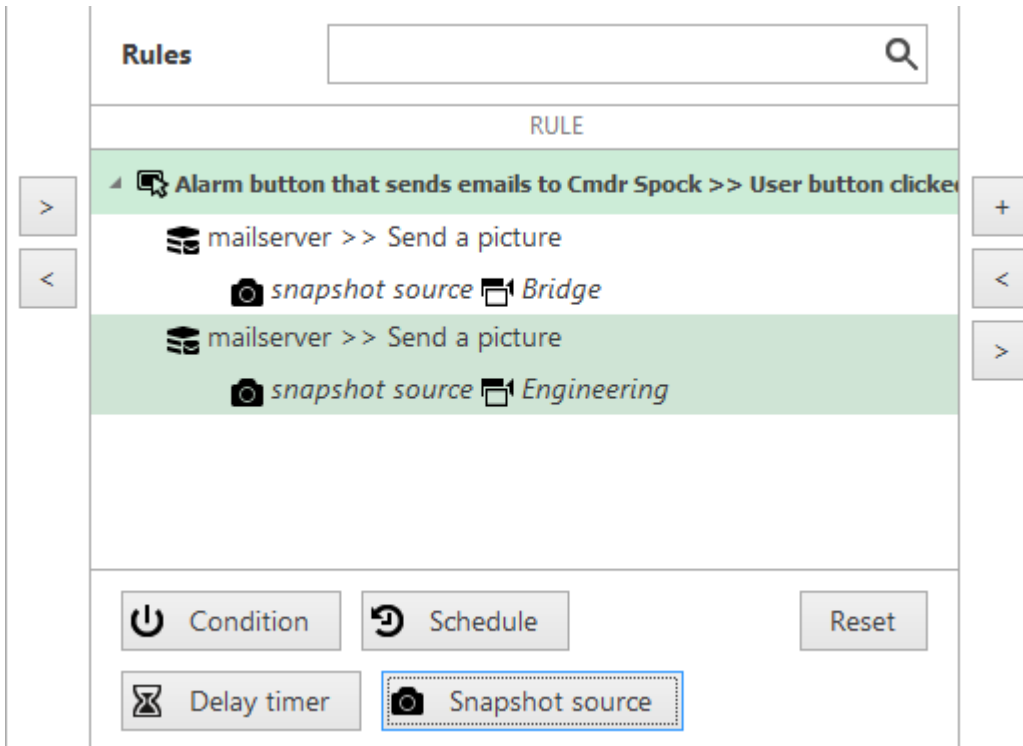 Rules
RULE
Alarm button that sends emails to Cmdr Spock >> User button clicked
mailserver >> Send a picture
snapshot source Bridge
mailserver >> Send a picture
snapshot source Engineering
>
<
+
<
>
Condition
Schedule
Reset
Delay timer
Snapshot source